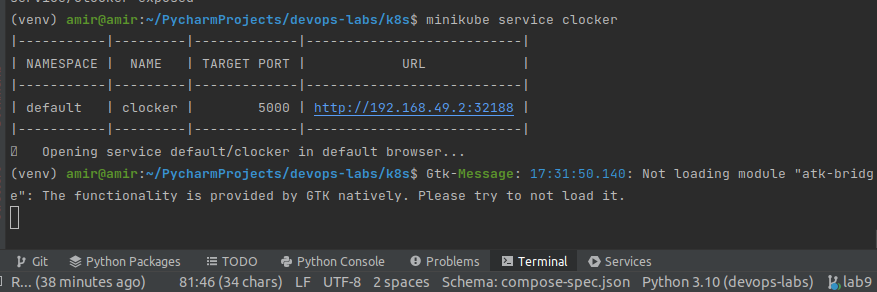 (venv) amir@amir:~/PycharmProjects/devops-labs/k8s$ minikube service clocker
|-----------|---------|-------------|---------------------------|
| NAMESPACE |  NAME   | TARGET PORT |            URL            |
|-----------|---------|-------------|---------------------------|
| default   | clocker |        5000 | http://192.168.49.2:32188 |
|-----------|---------|-------------|---------------------------|
Opening service default/clocker in default browser...
(venv) amir@amir:~/PycharmProjects/devops-labs/k8s$ Gtk-Message: 17:31:50.140: Not loading module "atk-bridg
e": The functionality is provided by GTK natively. Please try to not load it.
Git Python Packages TODO Python Console Problems Terminal Services
R... (38 minutes ago) 81:46 (34 chars) LF UTF-8 2 spaces Schema: compose-spec.json Python 3.10 (devops-labs) lab9